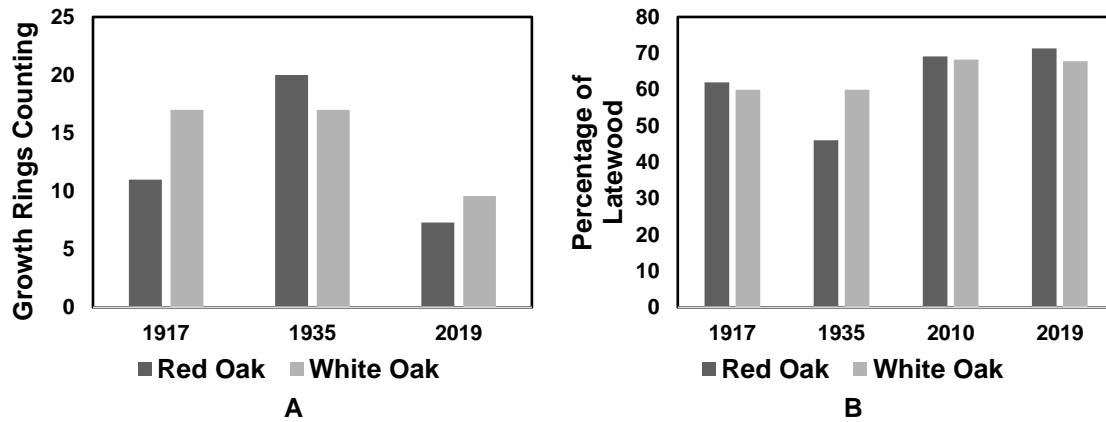 Growth Rings Counting
25
20
15
10
5
0
1917 1935 2019
Red Oak White Oak
A
Percentage of
Latewood
80
70
60
50
40
30
20
10
0
1917 1935 2010 2019
Red Oak White Oak
B